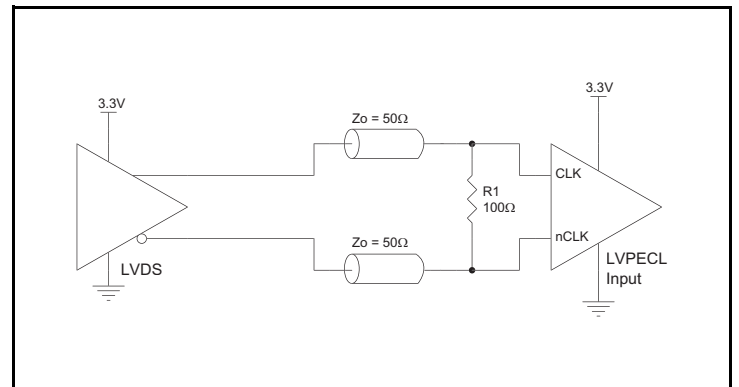 3.3V
3.3V
Zo = 50Ω
CLK
R1
100Ω
nCLK
Zo = 50Ω
LVDS
LVPECL
Input